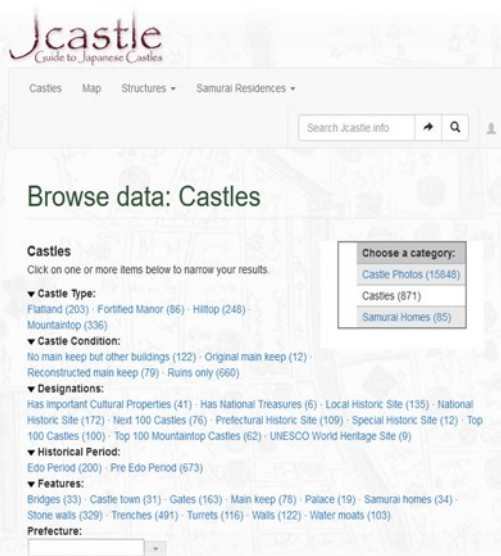 Jcastle
Guide to Japanese Castles
Castles Map Structures Samurai Residences
Search Jcastle.info
Browse data: Castles
Castles
Click on one or more items below to narrow your results.
Choose a category:
Castle Photos (15848)
Castles (871)
Samurai Homes (85)
▼ Castle Type:
Flatland (203) · Fortified Manor (86) · Hilltop (248) ·
Mountaintop (336)
▼ Castle Condition:
No main keep but other buildings (122) · Original main keep (12) ·
Reconstructed main keep (79) · Ruins only (660)
▼ Designations:
Has Important Cultural Properties (41) · Has National Treasures (6) · Local Historic Site (135) · National
Historic Site (172) · Next 100 Castles (76) · Prefectural Historic Site (109) · Special Historic Site (12) · Top
100 Castles (100) · Top 100 Mountaintop Castles (62) · UNESCO World Heritage Site (9)
▼ Historical Period:
Edo Period (200) · Pre Edo Period (673)
▼ Features:
Bridges (33) · Castle town (31) · Gates (163) · Main keep (78) · Palace (19) · Samurai homes (34) ·
Stone walls (329) · Trenches (491) · Turrets (116) · Walls (122) · Water moats (103)
Prefecture: